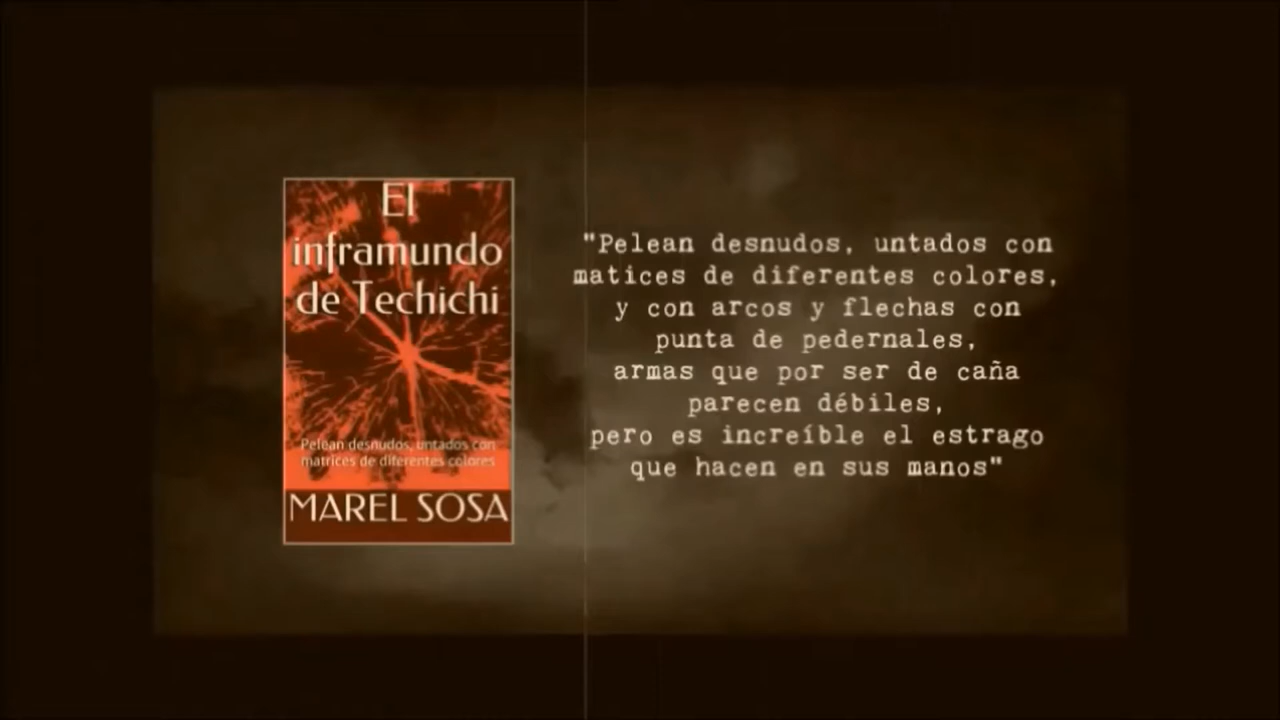 El
inframundo
de Techichi
Pelean desnudos, untados con
matrices de diferentes colores
MAREL SOSA
"Pelean desnudos, untados con
matices de diferentes colores,
y con arcos y flechas con
punta de pedernales,
armas que por ser de caña
parecen débiles,
pero es increíble el estrago
que hacen en sus manos"